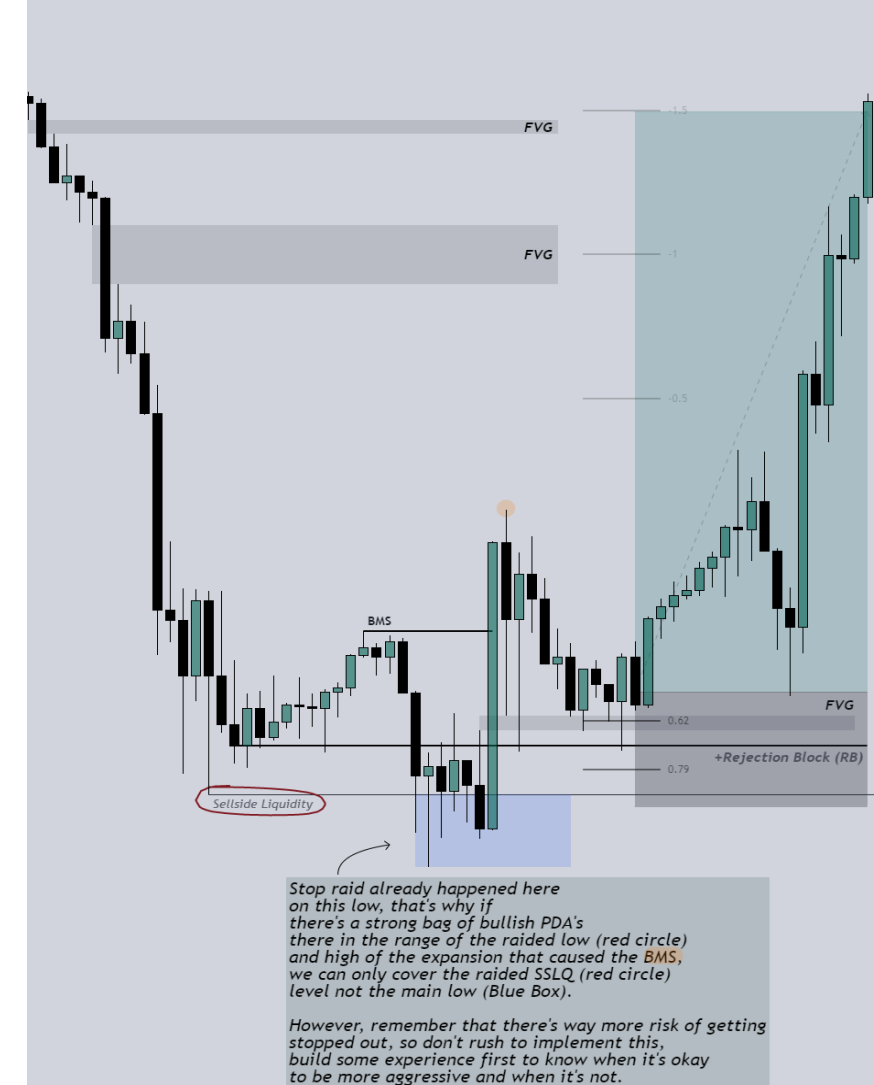 -1.5
FVG
FVG
-1
-0.5
BMS
FVG
0.62
+Rejection Block (RB)
0.79
Sellside Liquidity
Stop raid already happened here
on this low, that's why if
there's a strong bag of bullish PDA's
there in the range of the raided low (red circle)
and high of the expansion that caused the BMS,
we can only cover the raided SSLQ (red circle)
level not the main low (Blue Box).
However, remember that there's way more risk of getting
stopped out, so don't rush to implement this,
build some experience first to know when it's okay
to be more aggressive and when it's not.